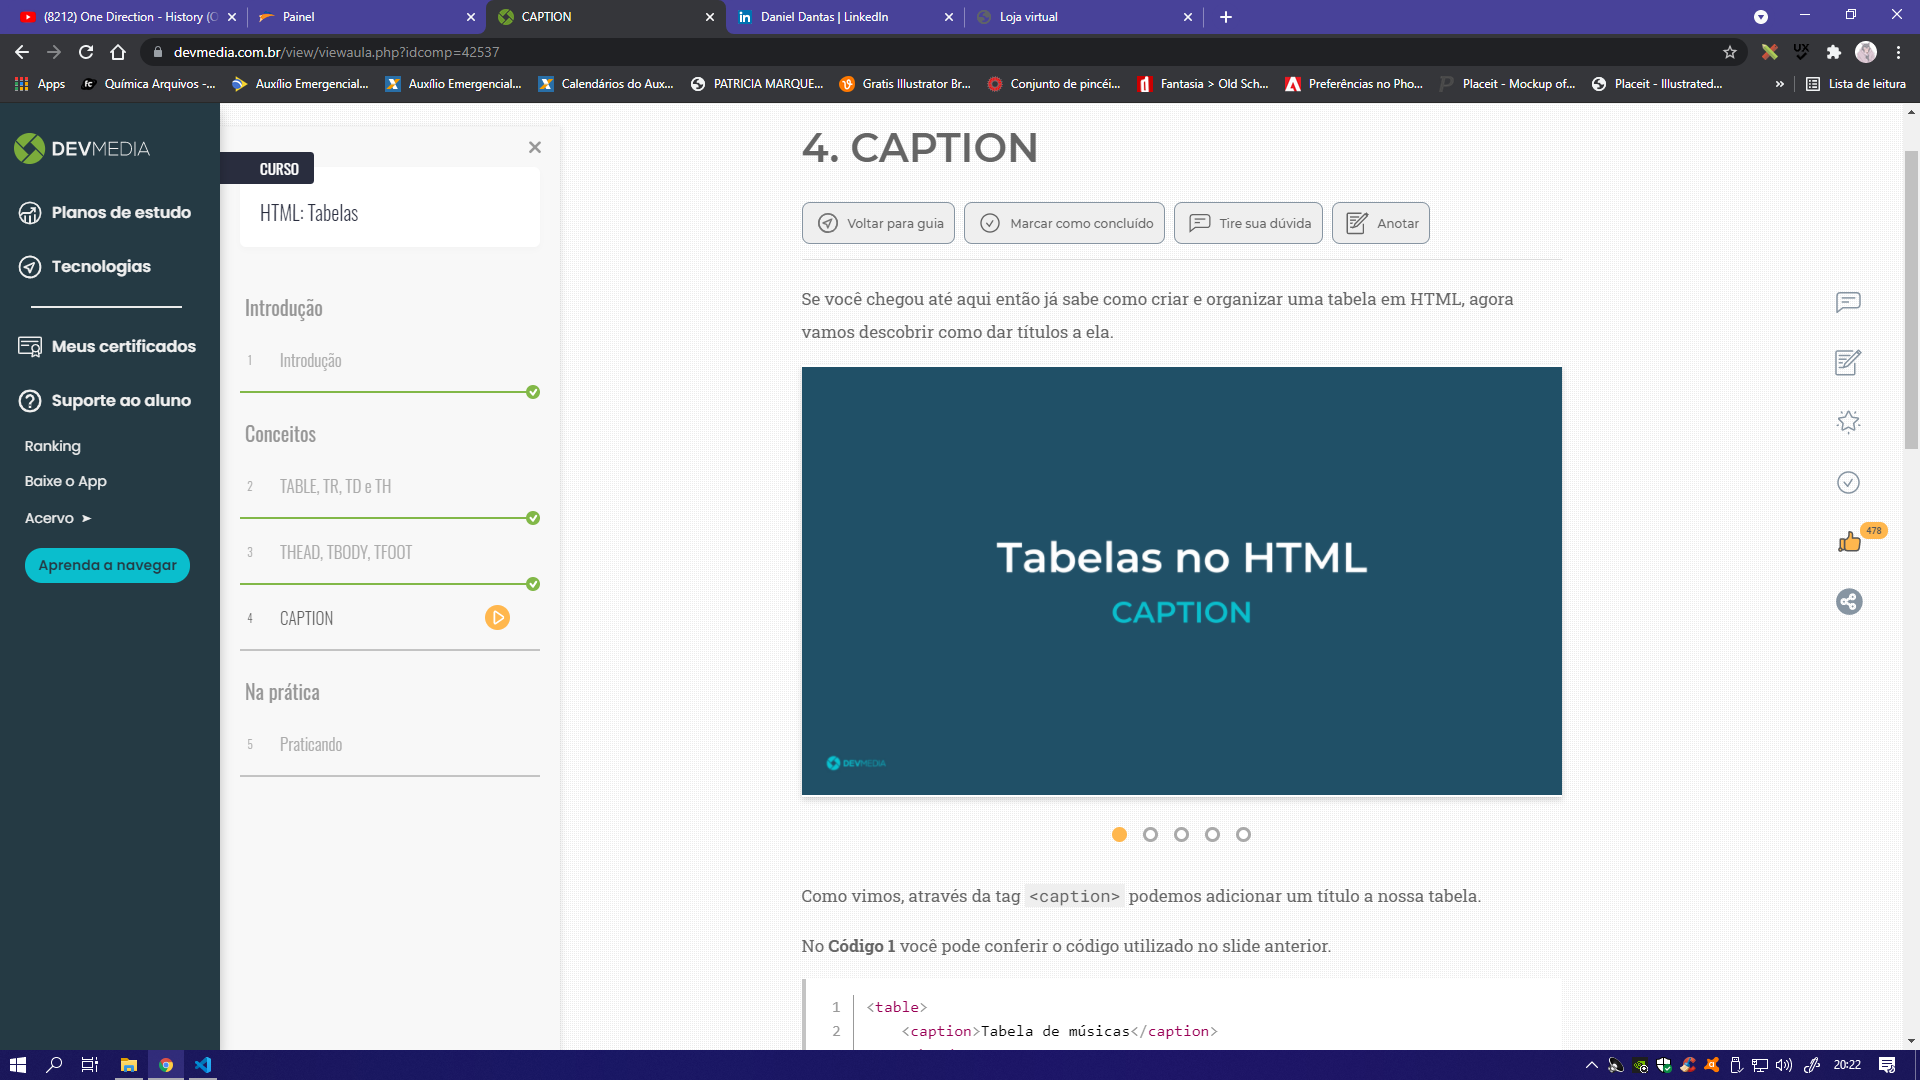 (8212) One Direction - History (O
Painel
CAPTION
Daniel Dantas | LinkedIn
Loja virtual
devmedia.com.br/view/viewaula.php?idcomp=42537
Apps
Química Arquivos -...
Auxílio Emergencial...
Auxílio Emergencial...
Calendários do Aux...
PATRICIA MARQUE...
Gratis Illustrator Br...
Conjunto de pincéi...
Fantasia > Old Sch...
Preferências no Pho...
Placeit - Mockup of...
Placeit - Illustrated...
»
Lista de leitura
DEVMEDIA
Planos de estudo
Tecnologias
Meus certificados
Suporte ao aluno
Ranking
Baixe o App
Acervo ➤
Aprenda a navegar
CURSO
HTML: Tabelas
Introdução
1 Introdução
Conceitos
2 TABLE, TR, TD e TH
3 THEAD, TBODY, TFOOT
4 CAPTION
Na prática
5 Praticando
4. CAPTION
Voltar para guia
Marcar como concluído
Tire sua dúvida
Anotar
Se você chegou até aqui então já sabe como criar e organizar uma tabela em HTML, agora
vamos descobrir como dar títulos a ela.
Tabelas no HTML
CAPTION
DEVMEDIA
Como vimos, através da tag <caption> podemos adicionar um título a nossa tabela.
No Código 1 você pode conferir o código utilizado no slide anterior.
1 <table>
2 <caption>Tabela de músicas</caption>
478
20:22